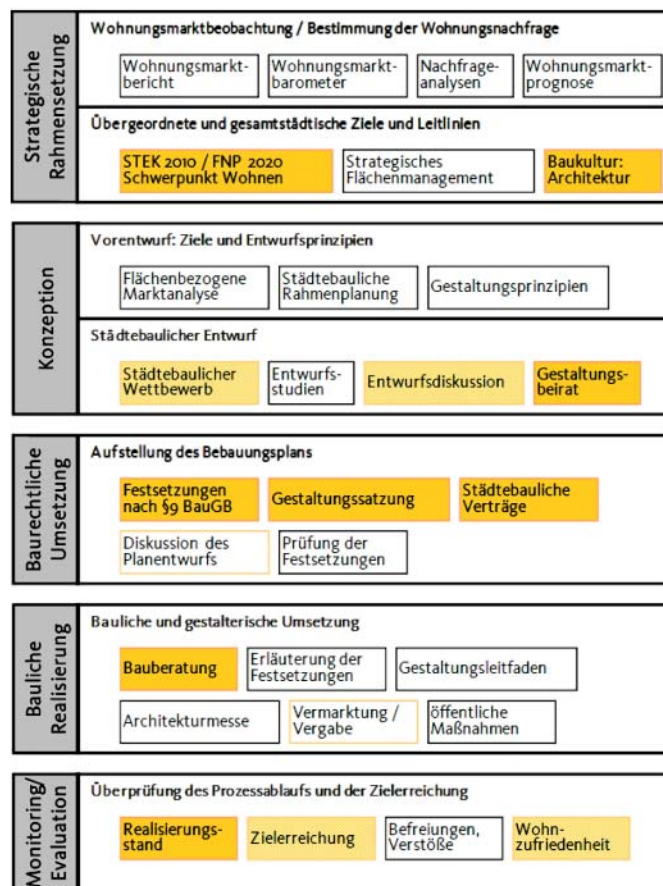 Strategische
Rahmensetzung
Wohnungsmarktbeobachtung / Bestimmung der Wohnungsnachfrage
Wohnungsmarkt-
bericht
Wohnungsmarkt-
barometer
Nachfrage-
analysen
Wohnungsmarkt-
prognose
Übergeordnete und gesamtstädtische Ziele und Leitlinien
STEK 2010 / FNP 2020
Schwerpunkt Wohnen
Strategisches
Flächenmanagement
Baukultur:
Architektur
Konzeption
Vorentwurf: Ziele und Entwurfsprinzipien
Flächenbezogene
Marktanalyse
Städtebauliche
Rahmenplanung
Gestaltungsprinzipien
Städtebaulicher Entwurf
Städtebaulicher
Wettbewerb
Entwurfs-
studien
Entwurfsdiskussion
Gestaltungs-
beirat
Baurechtliche
Umsetzung
Aufstellung des Bebauungsplans
Festsetzungen
nach §9 BauGB
Gestaltungssatzung
Städtebauliche
Verträge
Diskussion des
Planentwurfs
Prüfung der
Festsetzungen
Bauliche
Realisierung
Bauliche und gestalterische Umsetzung
Bauberatung
Erläuterung der
Festsetzungen
Gestaltungsleitfaden
Architekturmesse
Vermarktung /
Vergabe
öffentliche
Maßnahmen
Monitoring/
Evaluation
Überprüfung des Prozessablaufs und der Zielerreichung
Realisierungs-
stand
Zielerreichung
Befreiungen,
Verstöße
Wohn-
zufriedenheit